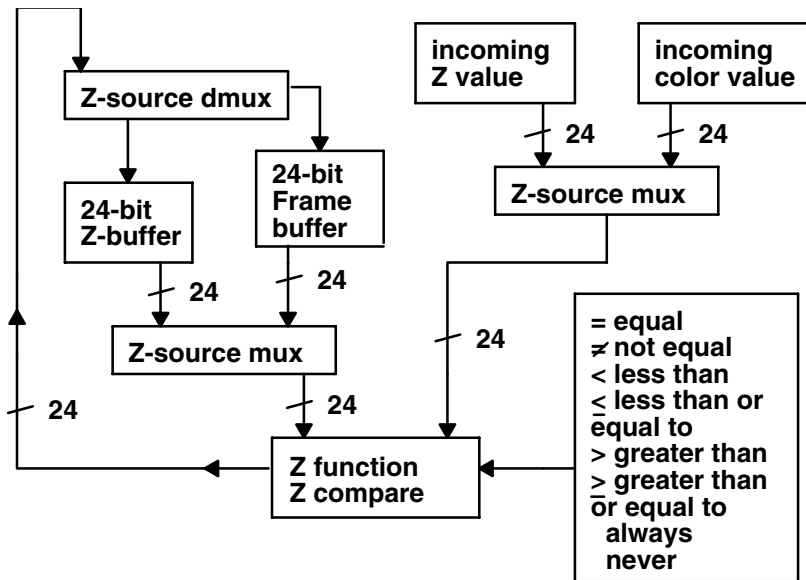 incoming
Z value
incoming
color value
Z-source dmux
24
24
24-bit
Z-buffer
24-bit
Frame
buffer
Z-source mux
24
24
Z-source mux
24
24
24
= equal
≠ not equal
< less than
≤ less than or
equal to
> greater than
≥ greater than
or equal to
always
never
Z function
Z compare